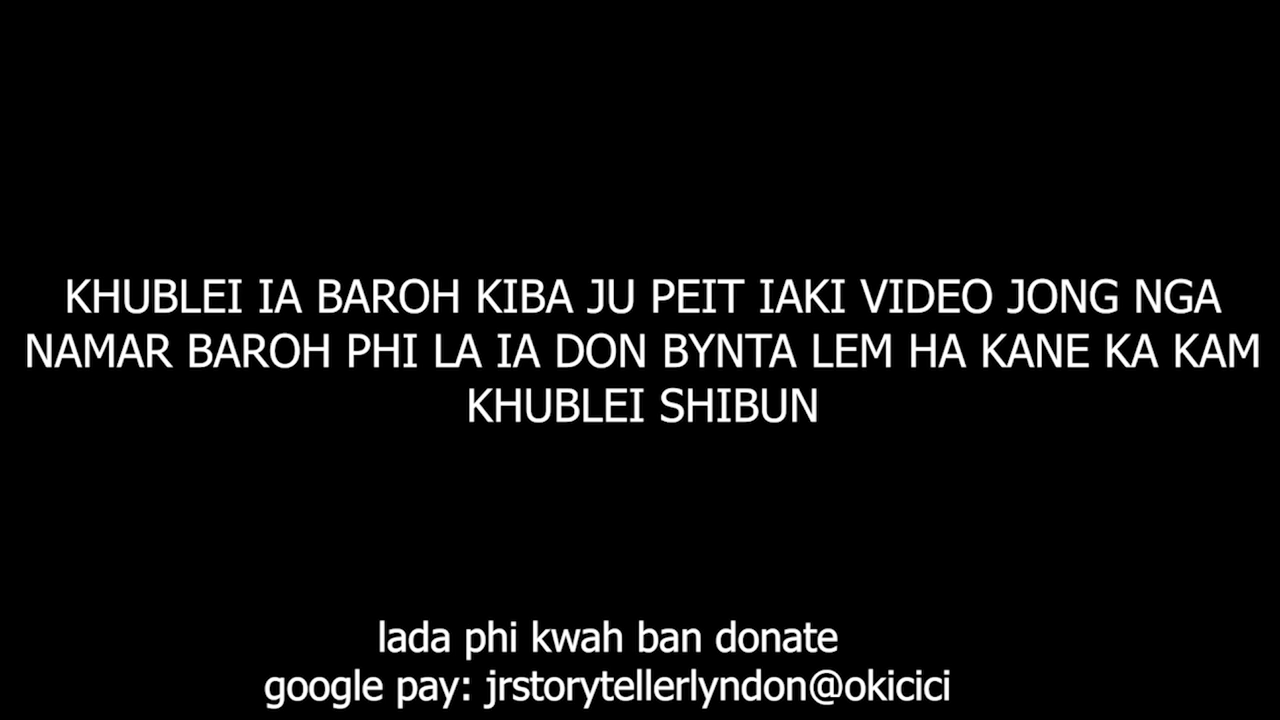 KHUBLEI IA BAROH KIBA JU PEIT IAKI VIDEO JONG NGA
NAMAR BAROH PHI LA IA DON BYNTA LEM HA KANE KA KAM
KHUBLEI SHIBUN
lada phi kwah ban donate
google pay: jrstorytellerlyndon@okicici